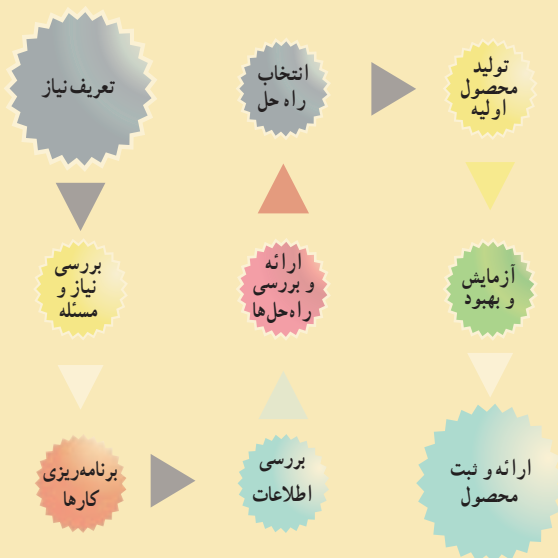 تعریف نیاز
بررسی
نیاز و
مسئله
برنامه‌ریزی
کارها
بررسی
اطلاعات
ارائه
و بررسی
راه‌حل‌ها
انتخاب
راه حل
تولید
محصول
اولیه
آزمایش
و بهبود
ارائه و ثبت
محصول